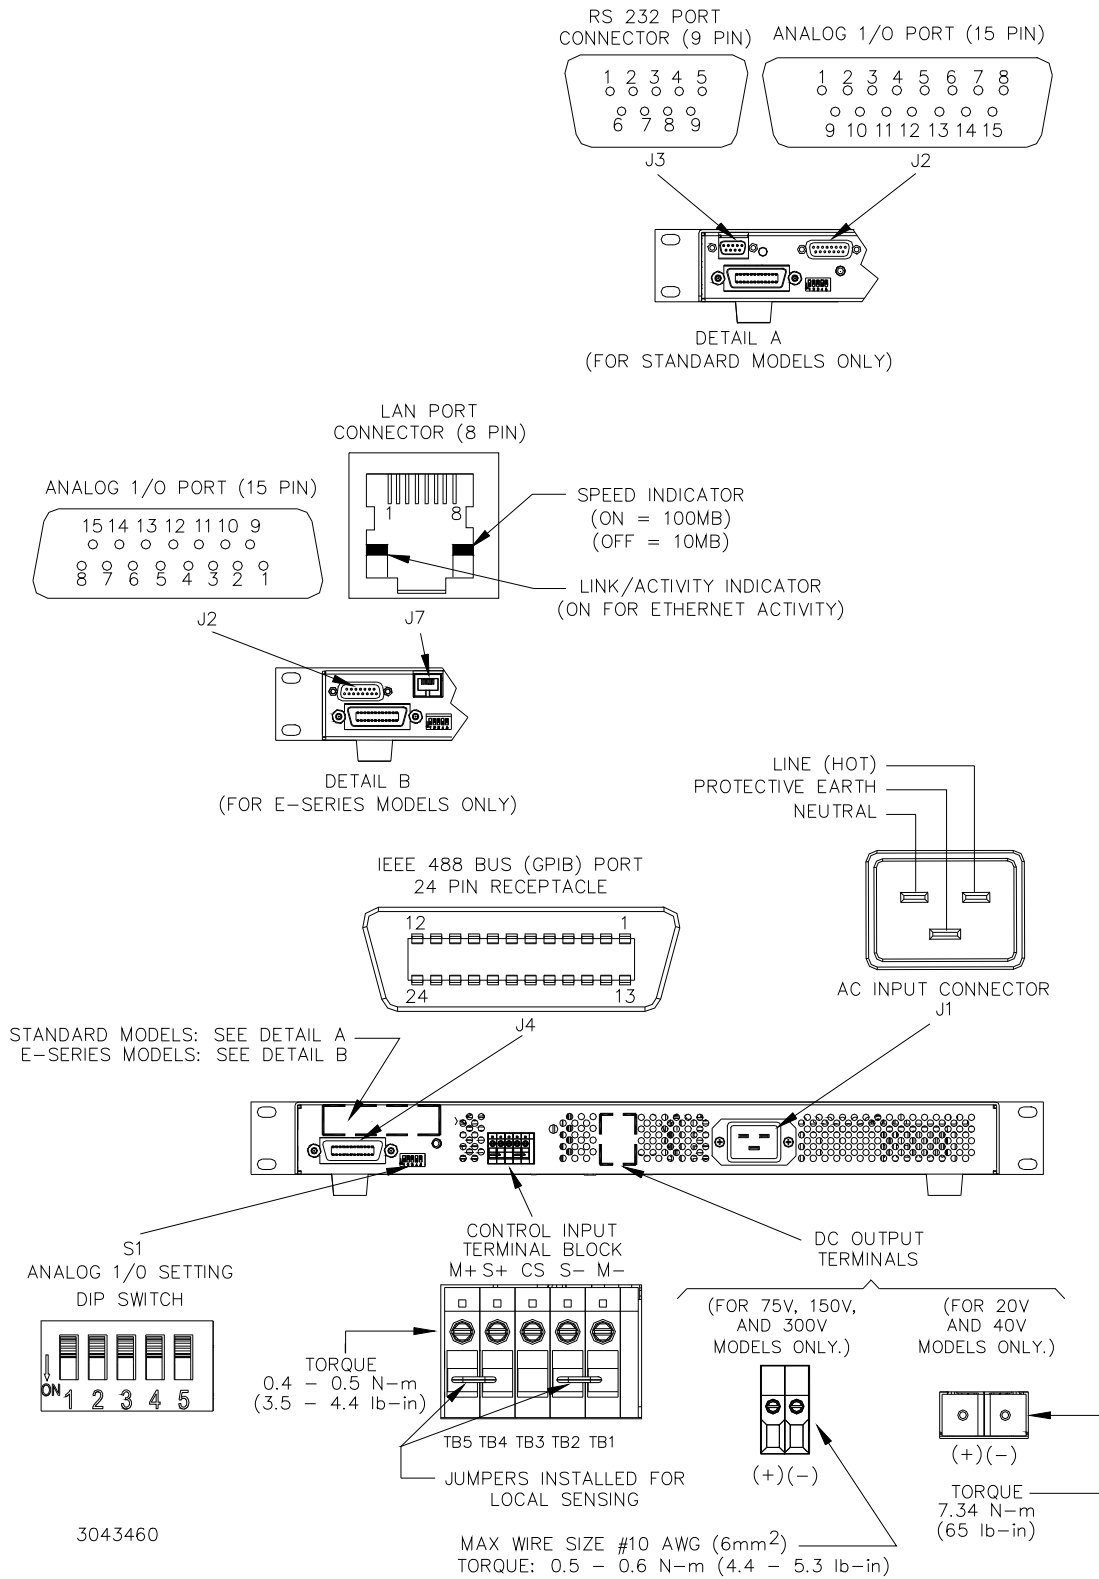 RS 232 PORT
CONNECTOR (9 PIN)
ANALOG 1/O PORT (15 PIN)
1 2 3 4 5
6 7 8 9
1 2 3 4 5 6 7 8
9 10 11 12 13 14 15
J3
J2
DETAIL A
(FOR STANDARD MODELS ONLY)
LAN PORT
CONNECTOR (8 PIN)
ANALOG 1/O PORT (15 PIN)
15 14 13 12 11 10 9
8 7 6 5 4 3 2 1
1 8
SPEED INDICATOR
(ON = 100MB)
(OFF = 10MB)
LINK/ACTIVITY INDICATOR
(ON FOR ETHERNET ACTIVITY)
J2
J7
DETAIL B
(FOR E-SERIES MODELS ONLY)
LINE (HOT)
PROTECTIVE EARTH
NEUTRAL
AC INPUT CONNECTOR
J1
IEEE 488 BUS (GPIB) PORT
24 PIN RECEPTACLE
12 1
24 13
J4
STANDARD MODELS: SEE DETAIL A
E-SERIES MODELS: SEE DETAIL B
S1
ANALOG 1/O SETTING
DIP SWITCH
ON
1 2 3 4 5
CONTROL INPUT
TERMINAL BLOCK
M+ S+ CS S- M-
TORQUE
0.4 - 0.5 N-m
(3.5 - 4.4 lb-in)
TB5 TB4 TB3 TB2 TB1
JUMPERS INSTALLED FOR
LOCAL SENSING
DC OUTPUT
TERMINALS
(FOR 75V, 150V,
AND 300V
MODELS ONLY.)
(+)(-)
(FOR 20V
AND 40V
MODELS ONLY.)
(+)(-)
TORQUE
7.34 N-m
(65 lb-in)
MAX WIRE SIZE #10 AWG (6mm²)
TORQUE: 0.5 - 0.6 N-m (4.4 - 5.3 lb-in)
3043460